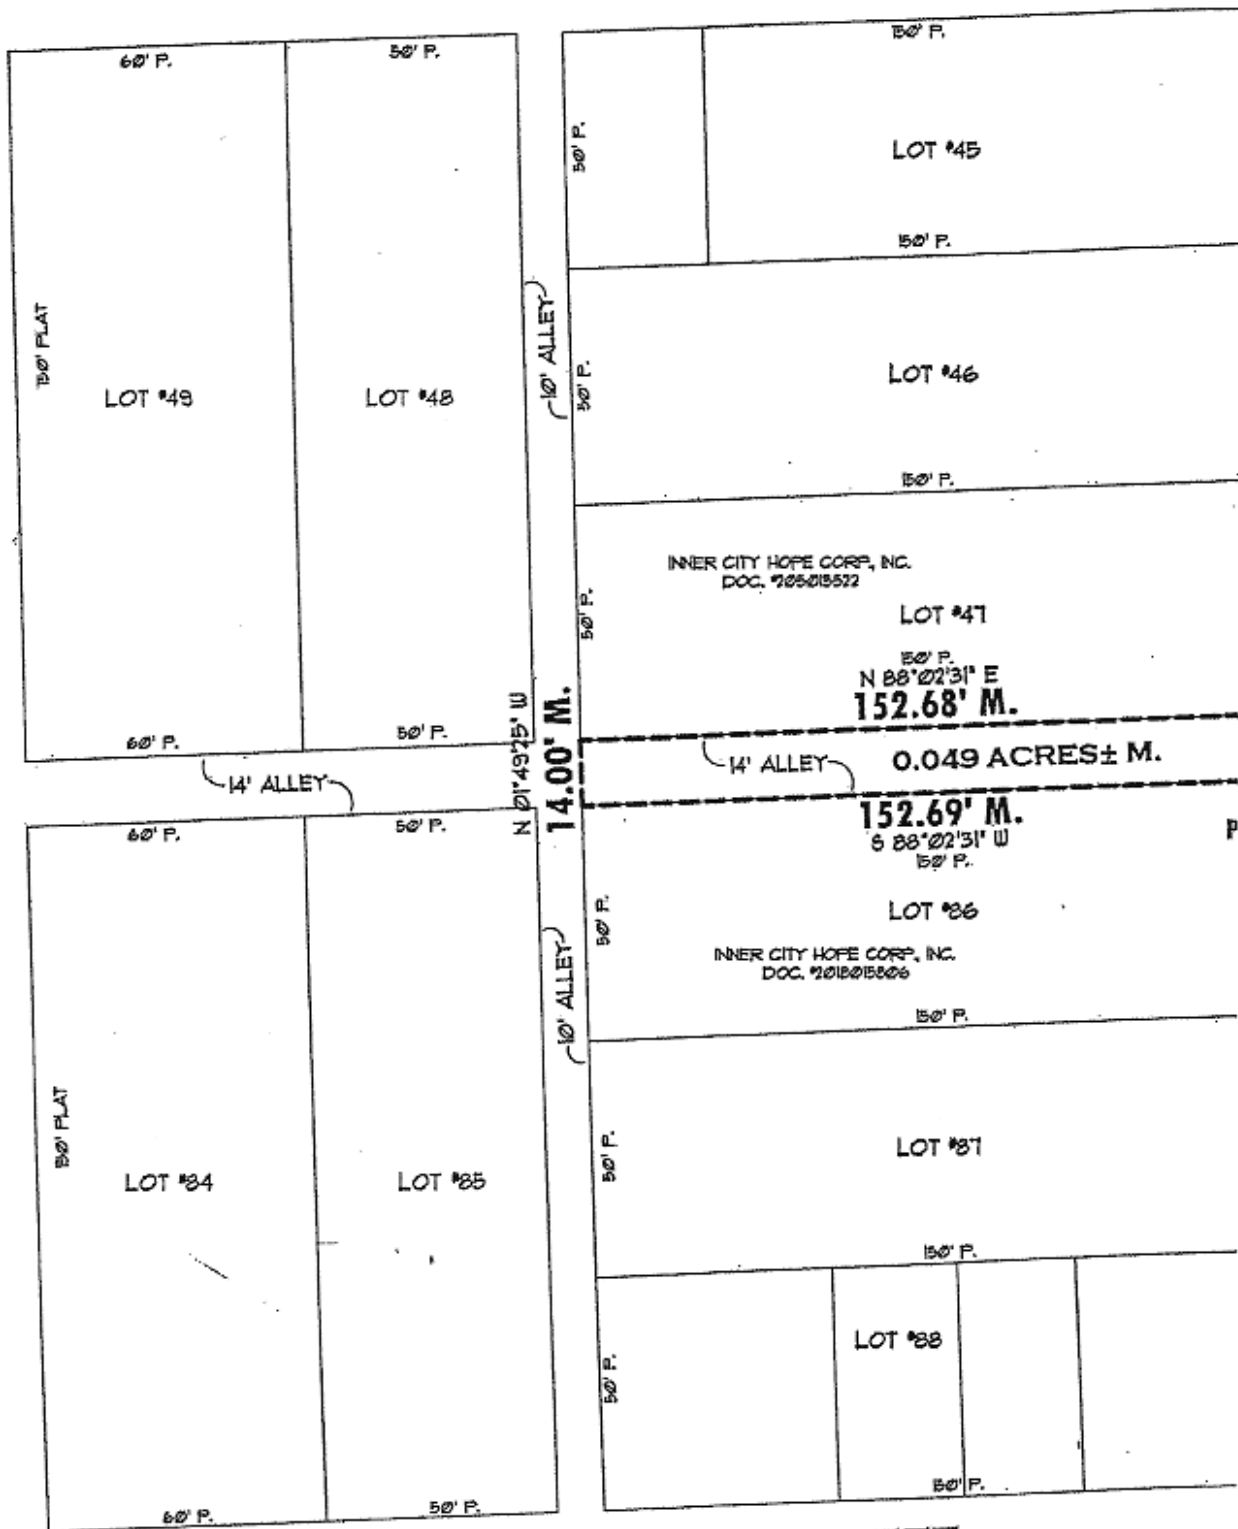 60' P.
50' P.
150' P.
50' P.
LOT #45
150' P.
10' ALLEY
150' PLAT
LOT #49
LOT #48
50' P.
LOT #46
150' P.
INNER CITY HOPE CORP., INC.
50' P.
LOT #47
150' P.
N 88°02'31" E
152.68' M.
N 01°49'25" W
14.00' M.
60' P.
50' P.
14' ALLEY
14' ALLEY
0.049 ACRES± M.
152.69' M.
S 88°02'31" W
150' P.
60' P.
50' P.
P
50' P.
LOT #86
INNER CITY HOPE CORP., INC.
DOC. #2018015806
10' ALLEY
150' P.
150' PLAT
LOT #84
LOT #85
50' P.
LOT #87
150' P.
50' P.
LOT #88
150' P.
60' P.
50' P.